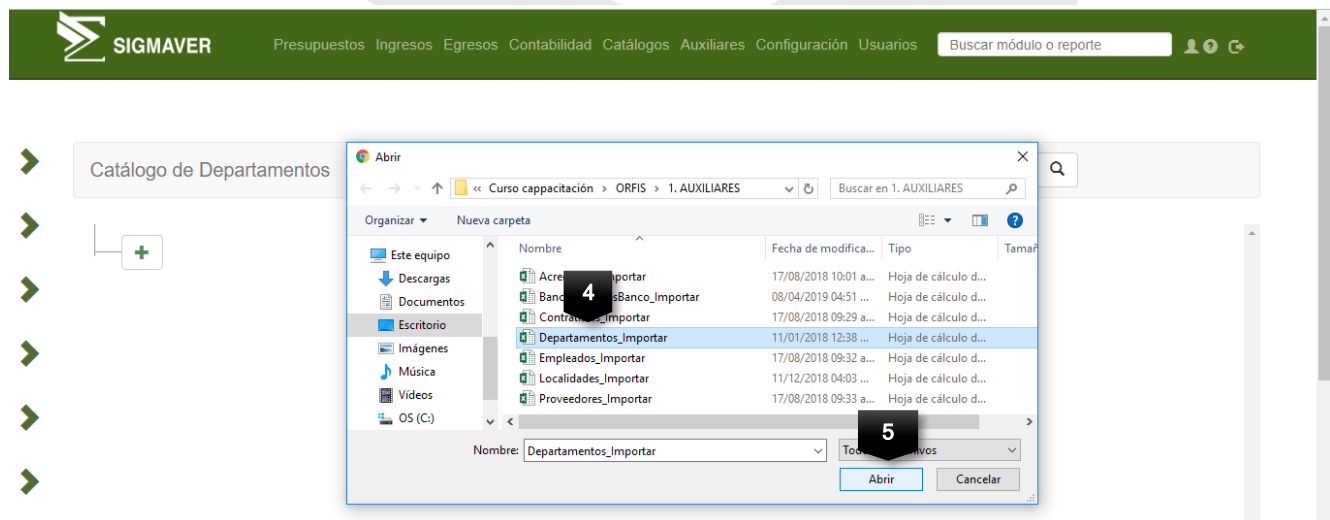 SIGMAVER Presupuestos Ingresos Egresos Contabilidad Catálogos Auxiliares Configuración Usuarios Buscar módulo o reporte
Catálogo de Departamentos
Abrir
« Curso cappacitación › ORFIS › 1. AUXILIARES Buscar en 1. AUXILIARES
Organizar Nueva carpeta
Este equipo
Descargas
Documentos
Escritorio
Imágenes
Música
Vídeos
OS (C:)
Nombre Fecha de modifica... Tipo Tamañ
Acre portar 17/08/2018 10:01 a... Hoja de cálculo d...
Banc sBanco_Importar 08/04/2019 04:51 ... Hoja de cálculo d...
Contrat s_Importar 17/08/2018 09:29 a... Hoja de cálculo d...
Departamentos_Importar 11/01/2018 12:38 ... Hoja de cálculo d...
Empleados_Importar 17/08/2018 09:32 a... Hoja de cálculo d...
Localidades_Importar 11/12/2018 04:03 ... Hoja de cálculo d...
Proveedores_Importar 17/08/2018 09:33 a... Hoja de cálculo d...
4
5
Nombre: Departamentos_Importar Tod ivos
Abrir Cancelar